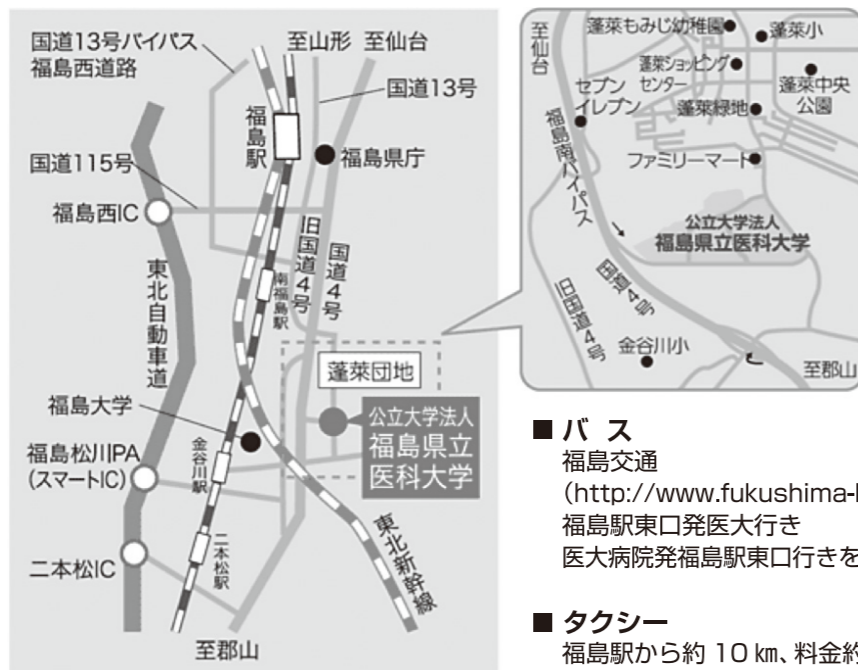 国道13号バイパス
福島西道路
至山形
至仙台
国道13号
福島駅
福島県庁
国道115号
福島西IC
旧国道4号
国道4号
南福島駅
東北自動車道
蓬萊団地
福島大学
公立大学法人
福島県立
医科大学
福島松川PA
(スマートIC)
金谷川駅
二本松IC
二本松駅
東北新幹線
至郡山
至仙台
蓬萊もみじ幼稚園
蓬萊小
蓬萊ショッピング
センター
蓬萊中央
公園
セブン
イレブン
蓬萊緑地
福島南バイパス
ファミリーマート
公立大学法人
福島県立医科大学
国道4号
旧国道4号
金谷川小
至郡山
■ バ ス
福島交通
(http://www.fukushima-
福島駅東口発医大行き
医大病院発福島駅東口行きを
■ タクシー
福島駅から約 10 ㎞、料金約